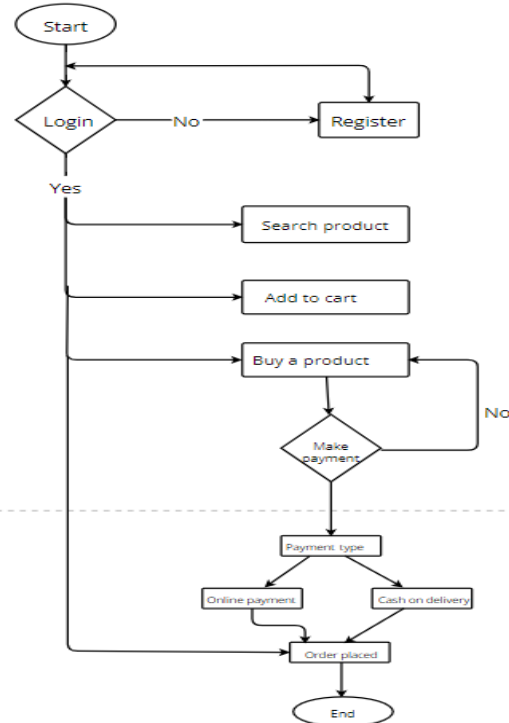 Start
Login
No
Register
Yes
Search product
Add to cart
Buy a product
No
Make
payment
Payment type
Online payment
Cash on delivery
Order placed
End